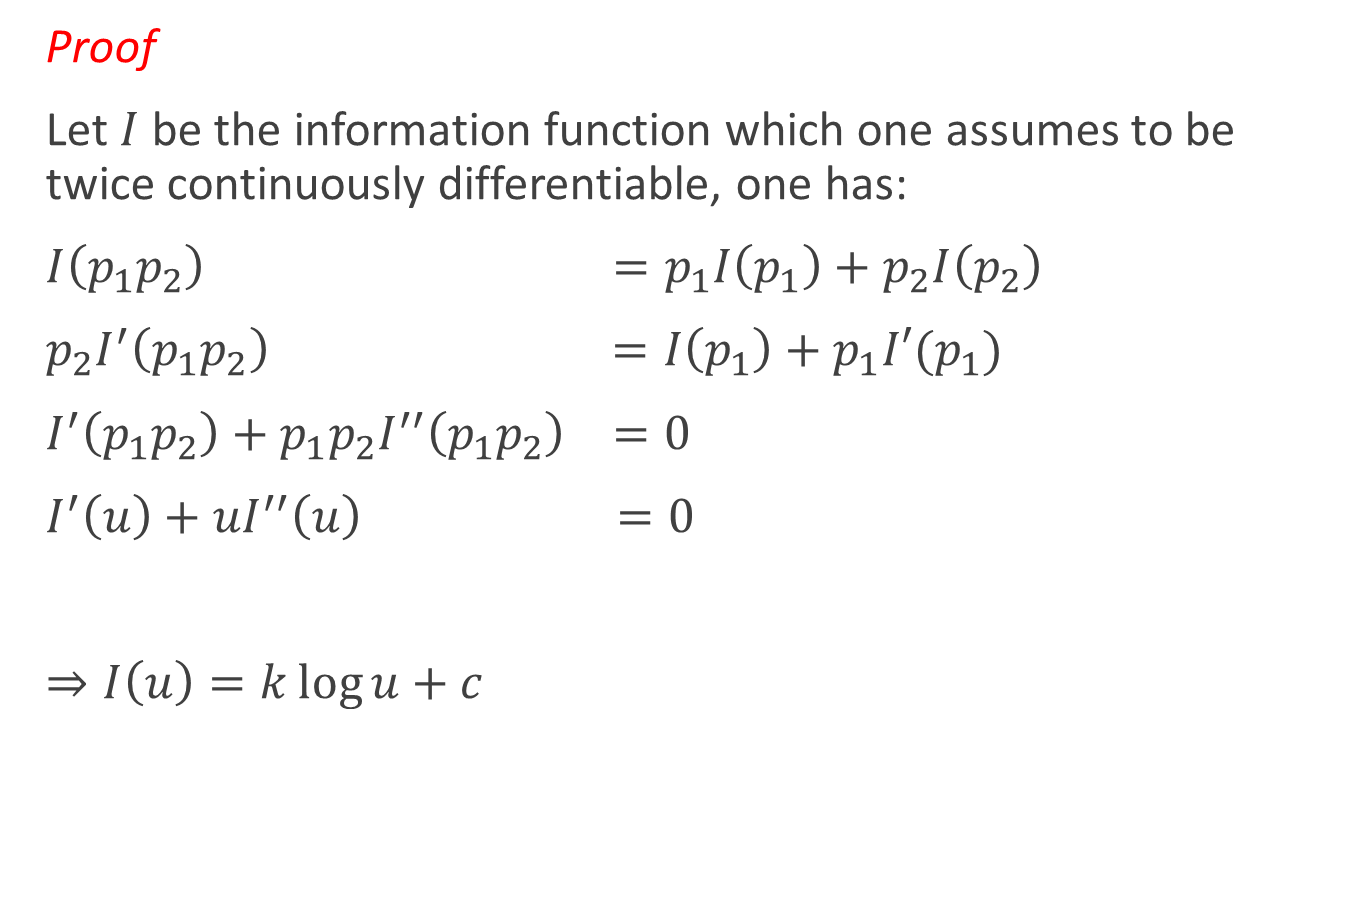 Proof
Let 𝐼 be the information function which one assumes to be
twice continuously differentiable, one has:
𝐼(𝑝₁𝑝₂) = 𝑝₁𝐼(𝑝₁) + 𝑝₂𝐼(𝑝₂)
𝑝₂𝐼′(𝑝₁𝑝₂) = 𝐼(𝑝₁) + 𝑝₁𝐼′(𝑝₁)
𝐼′(𝑝₁𝑝₂) + 𝑝₁𝑝₂𝐼′′(𝑝₁𝑝₂) = 0
𝐼′(𝑢) + 𝑢𝐼′′(𝑢) = 0
⇒ 𝐼(𝑢) = 𝑘 log 𝑢 + 𝑐